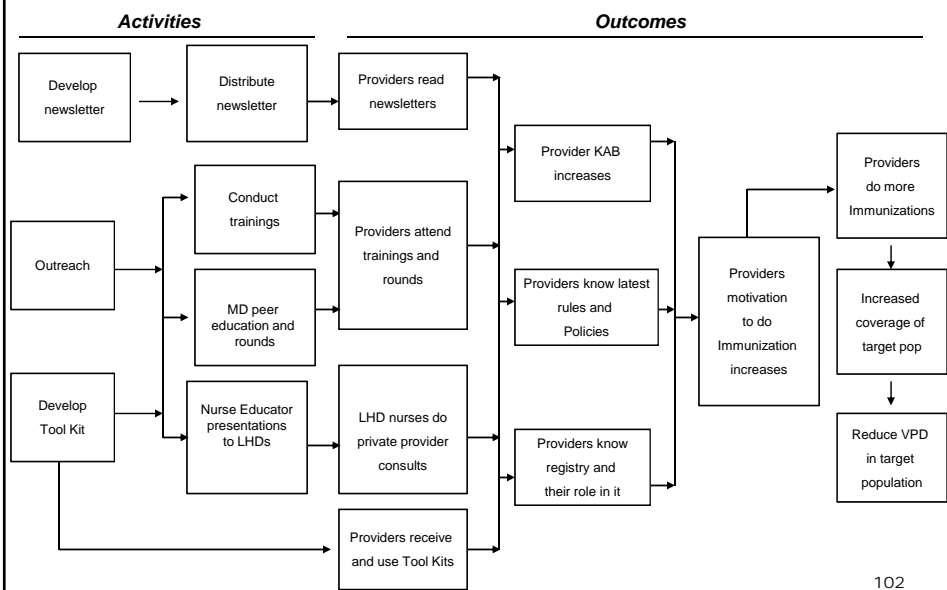 Activities
Outcomes
Develop
newsletter
Distribute
newsletter
Providers read
newsletters
Outreach
Conduct
trainings
MD peer
education and
rounds
Providers attend
trainings and
rounds
Develop
Tool Kit
Nurse Educator
presentations
to LHDs
LHD nurses do
private provider
consults
Providers receive
and use Tool Kits
Provider KAB
increases
Providers know latest
rules and
Policies
Providers know
registry and
their role in it
Providers
motivation
to do
Immunization
increases
Providers
do more
Immunizations
Increased
coverage of
target pop
Reduce VPD
in target
population
102